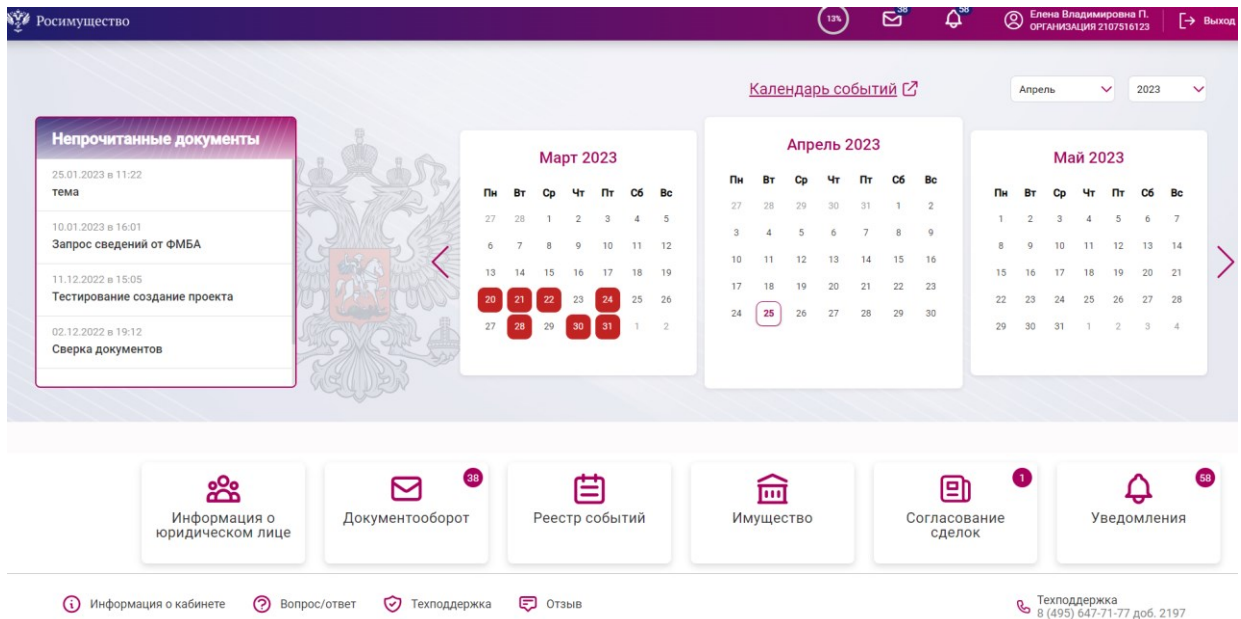 Росимущество
13%
38
58
Елена Владимировна П.
ОРГАНИЗАЦИЯ 2107516123
Выход
Календарь событий
Апрель
2023
Непрочитанные документы
25.01.2023 в 11:22
тема
10.01.2023 в 16:01
Запрос сведений от ФМБА
11.12.2022 в 15:05
Тестирование создание проекта
02.12.2022 в 19:12
Сверка документов
Март 2023
Пн Вт Ср Чт Пт Сб Вс
27 28 1 2 3 4 5
6 7 8 9 10 11 12
13 14 15 16 17 18 19
20 21 22 23 24 25 26
27 28 29 30 31 1 2
Апрель 2023
Пн Вт Ср Чт Пт Сб Вс
27 28 29 30 31 1 2
3 4 5 6 7 8 9
10 11 12 13 14 15 16
17 18 19 20 21 22 23
24 25 26 27 28 29 30
Май 2023
Пн Вт Ср Чт Пт Сб Вс
1 2 3 4 5 6 7
8 9 10 11 12 13 14
15 16 17 18 19 20 21
22 23 24 25 26 27 28
29 30 31 1 2 3 4
Информация о
юридическом лице
38
Документооборот
Реестр событий
Имущество
1
Согласование
сделок
58
Уведомления
Информация о кабинете
Вопрос/ответ
Техподдержка
Отзыв
Техподдержка
8 (495) 647-71-77 доб. 2197